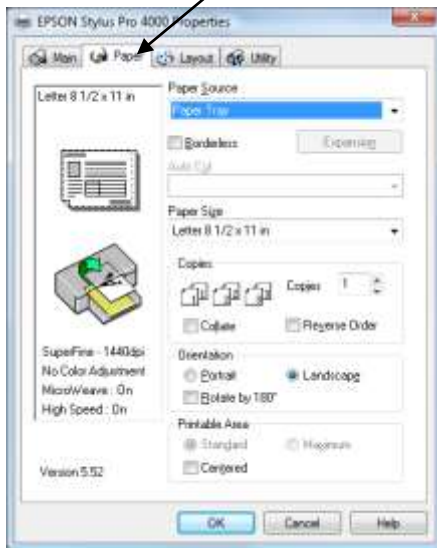 EPSON Stylus Pro 4000 Properties
Main Paper Layout Utility
Letter 8 1/2 x 11 in
Paper Source
Paper Tray
Borderless Expansion
Auto Cut
Paper Size
Letter 8 1/2 x 11 in
Copies
Copies 1
Collate Reverse Order
SuperFine - 1440dpi
No Color Adjustment
MicroWeave : On
High Speed : On
Orientation
Portrait Landscape
Rotate by 180°
Printable Area
Standard Maximum
Centered
Version 5.52
OK Cancel Help